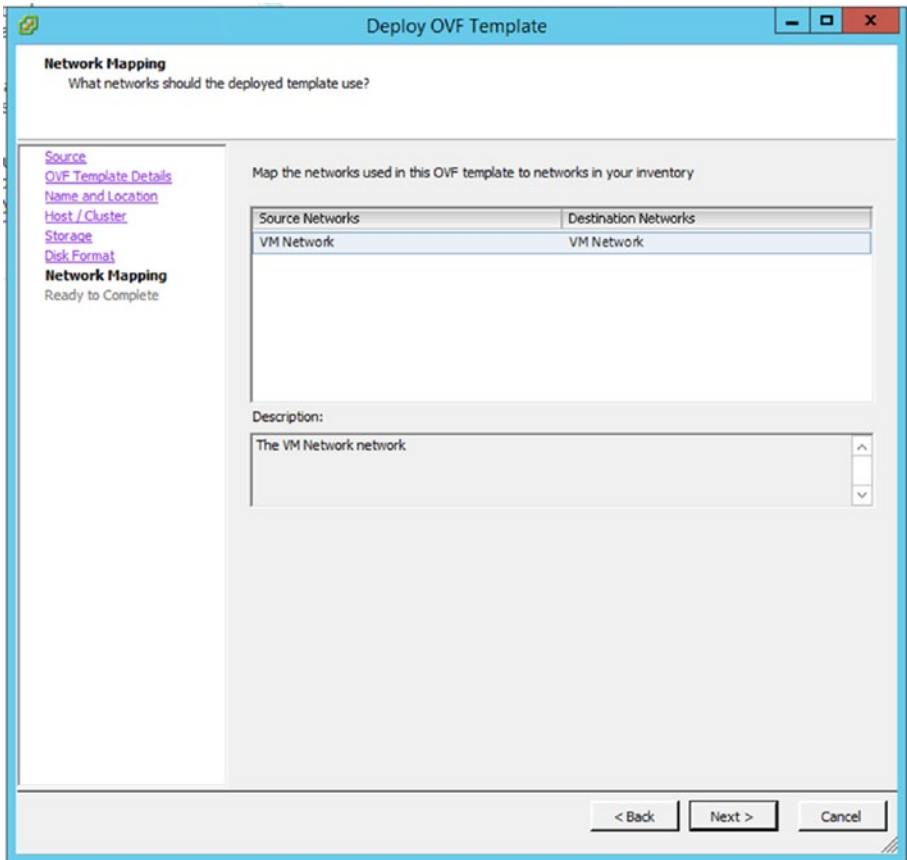 Deploy OVF Template
Network Mapping
What networks should the deployed template use?
Source
OVF Template Details
Name and Location
Host / Cluster
Storage
Disk Format
Network Mapping
Ready to Complete
Map the networks used in this OVF template to networks in your inventory
Source Networks Destination Networks
VM Network VM Network
Description:
The VM Network network
< Back Next > Cancel